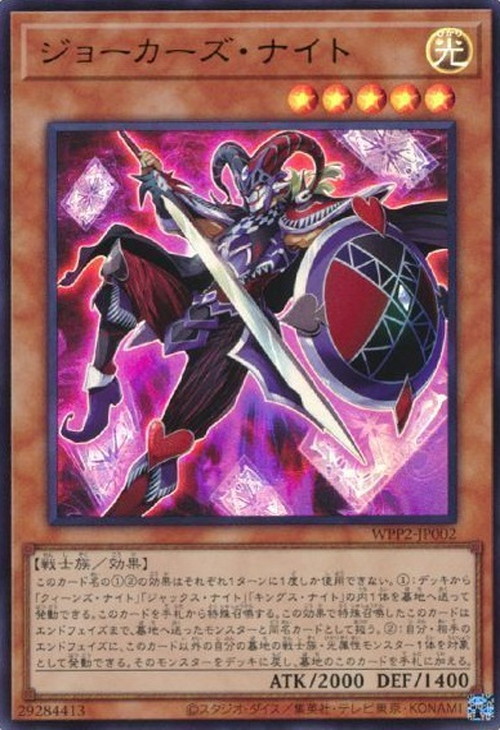 ジョーカーズ・ナイト
光
WPP2-JP002
【戦士族/効果】
このカード名の①②の効果はそれぞれ1ターンに1度しか使用できない。①:デッキから
「クィーンズ・ナイト」「ジャックス・ナイト」「キングス・ナイト」の内1体を墓地へ送って
発動できる。このカードを手札から特殊召喚する。この効果で特殊召喚したこのカードは
エンドフェイズまで、墓地へ送ったモンスターと同名カードとして扱う。②:自分・相手の
エンドフェイズに、このカード以外の自分の墓地の戦士族・光属性モンスター1体を対象
として発動できる。そのモンスターをデッキに戻し、墓地のこのカードを手札に加える。
ATK/2000 DEF/1400
29284413
©スタジオ・ダイス/集英社・テレビ東京・KONAMI